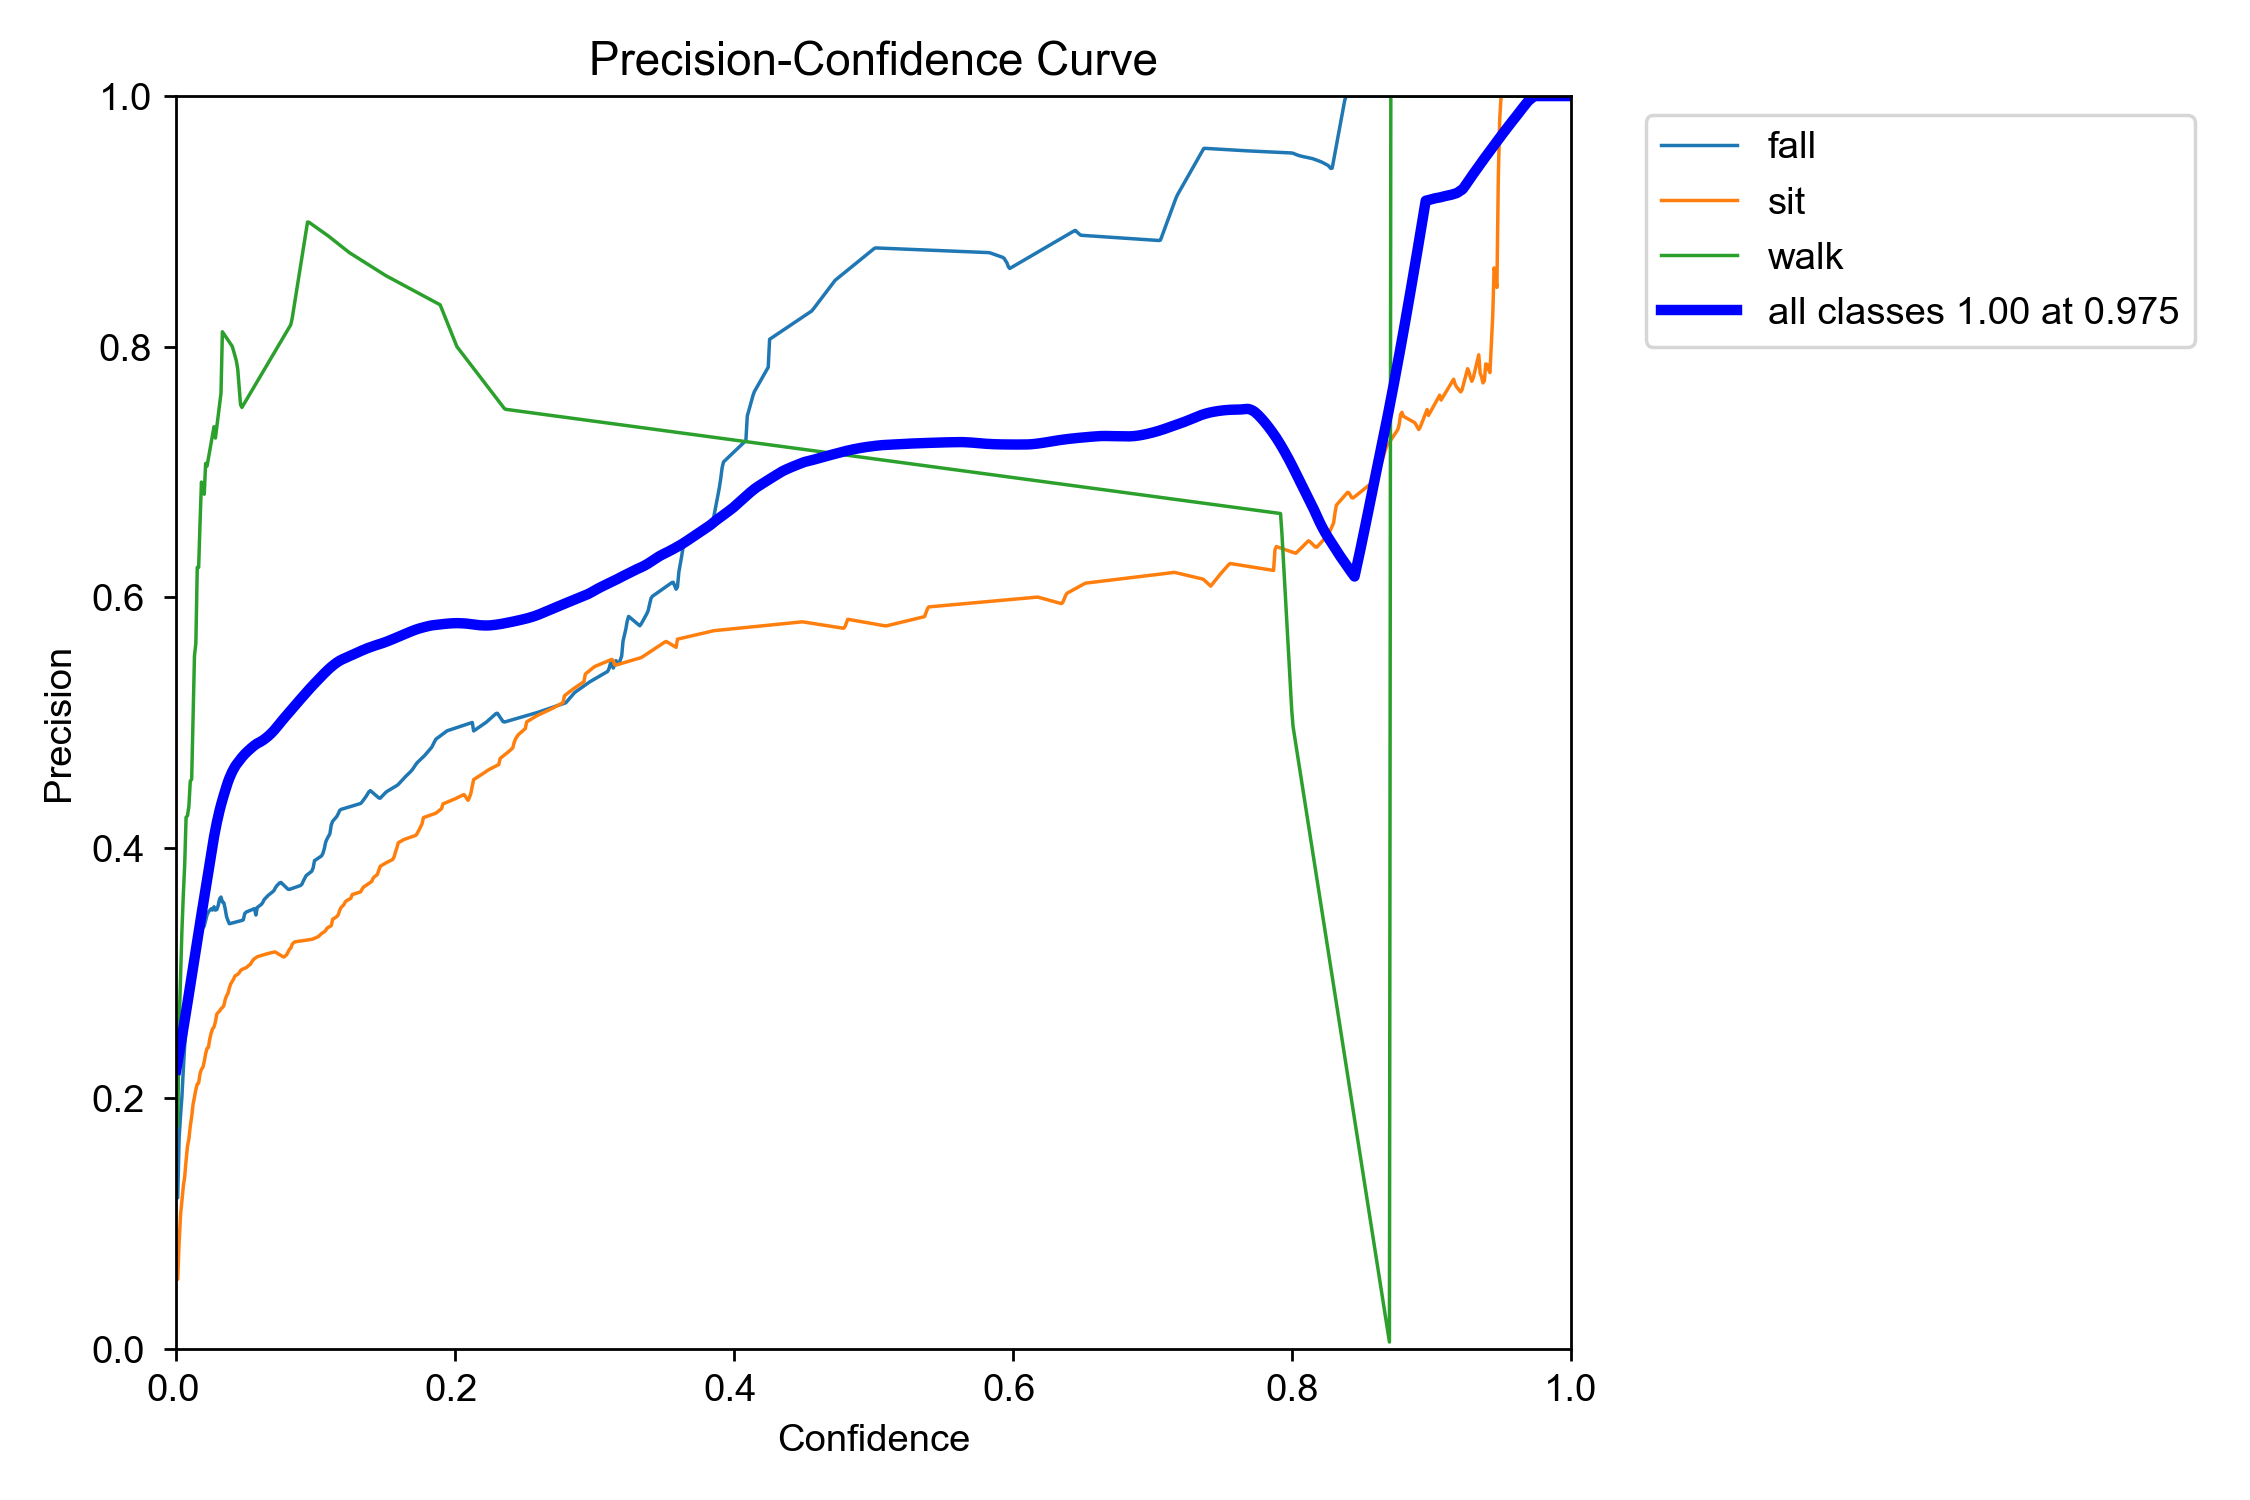 Precision-Confidence Curve
1.0
0.8
0.6
0.4
0.2
0.0
Precision
0.0 0.2 0.4 0.6 0.8 1.0
Confidence
fall
sit
walk
all classes 1.00 at 0.975